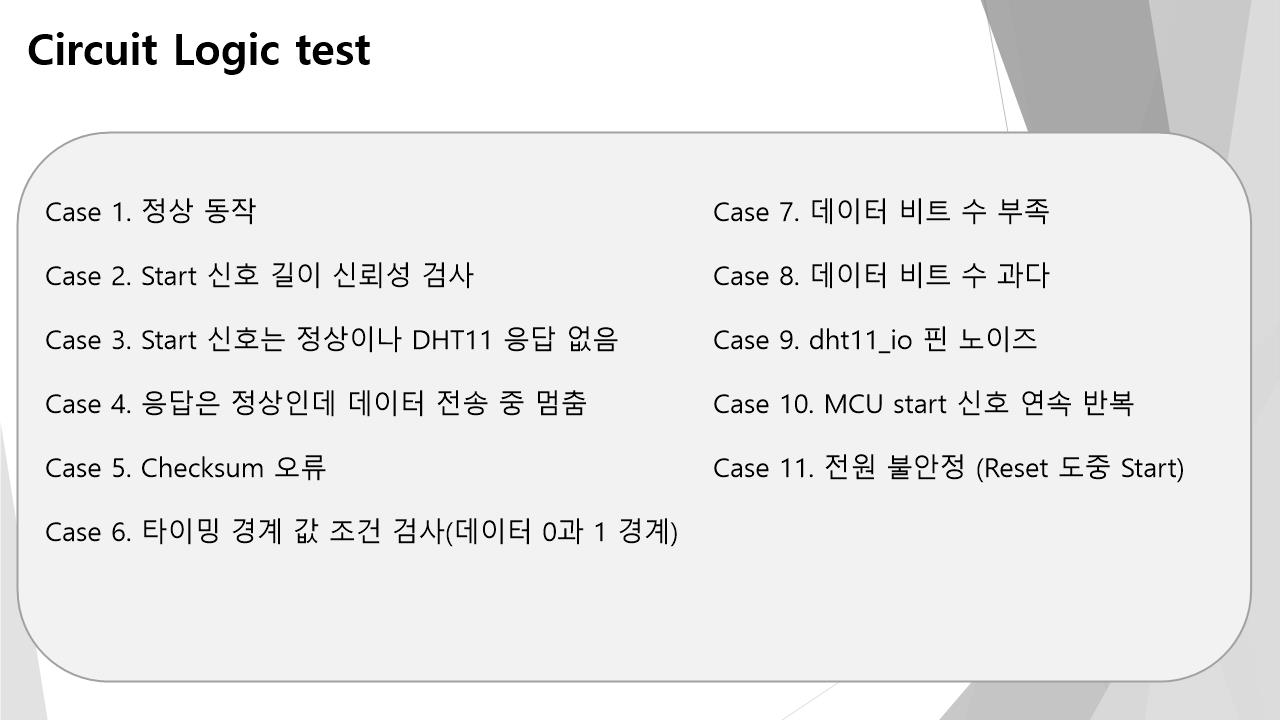 Circuit Logic test
Case 1. 정상 동작
Case 2. Start 신호 길이 신뢰성 검사
Case 3. Start 신호는 정상이나 DHT11 응답 없음
Case 4. 응답은 정상인데 데이터 전송 중 멈춤
Case 5. Checksum 오류
Case 6. 타이밍 경계 값 조건 검사(데이터 0과 1 경계)
Case 7. 데이터 비트 수 부족
Case 8. 데이터 비트 수 과다
Case 9. dht11_io 핀 노이즈
Case 10. MCU start 신호 연속 반복
Case 11. 전원 불안정 (Reset 도중 Start)